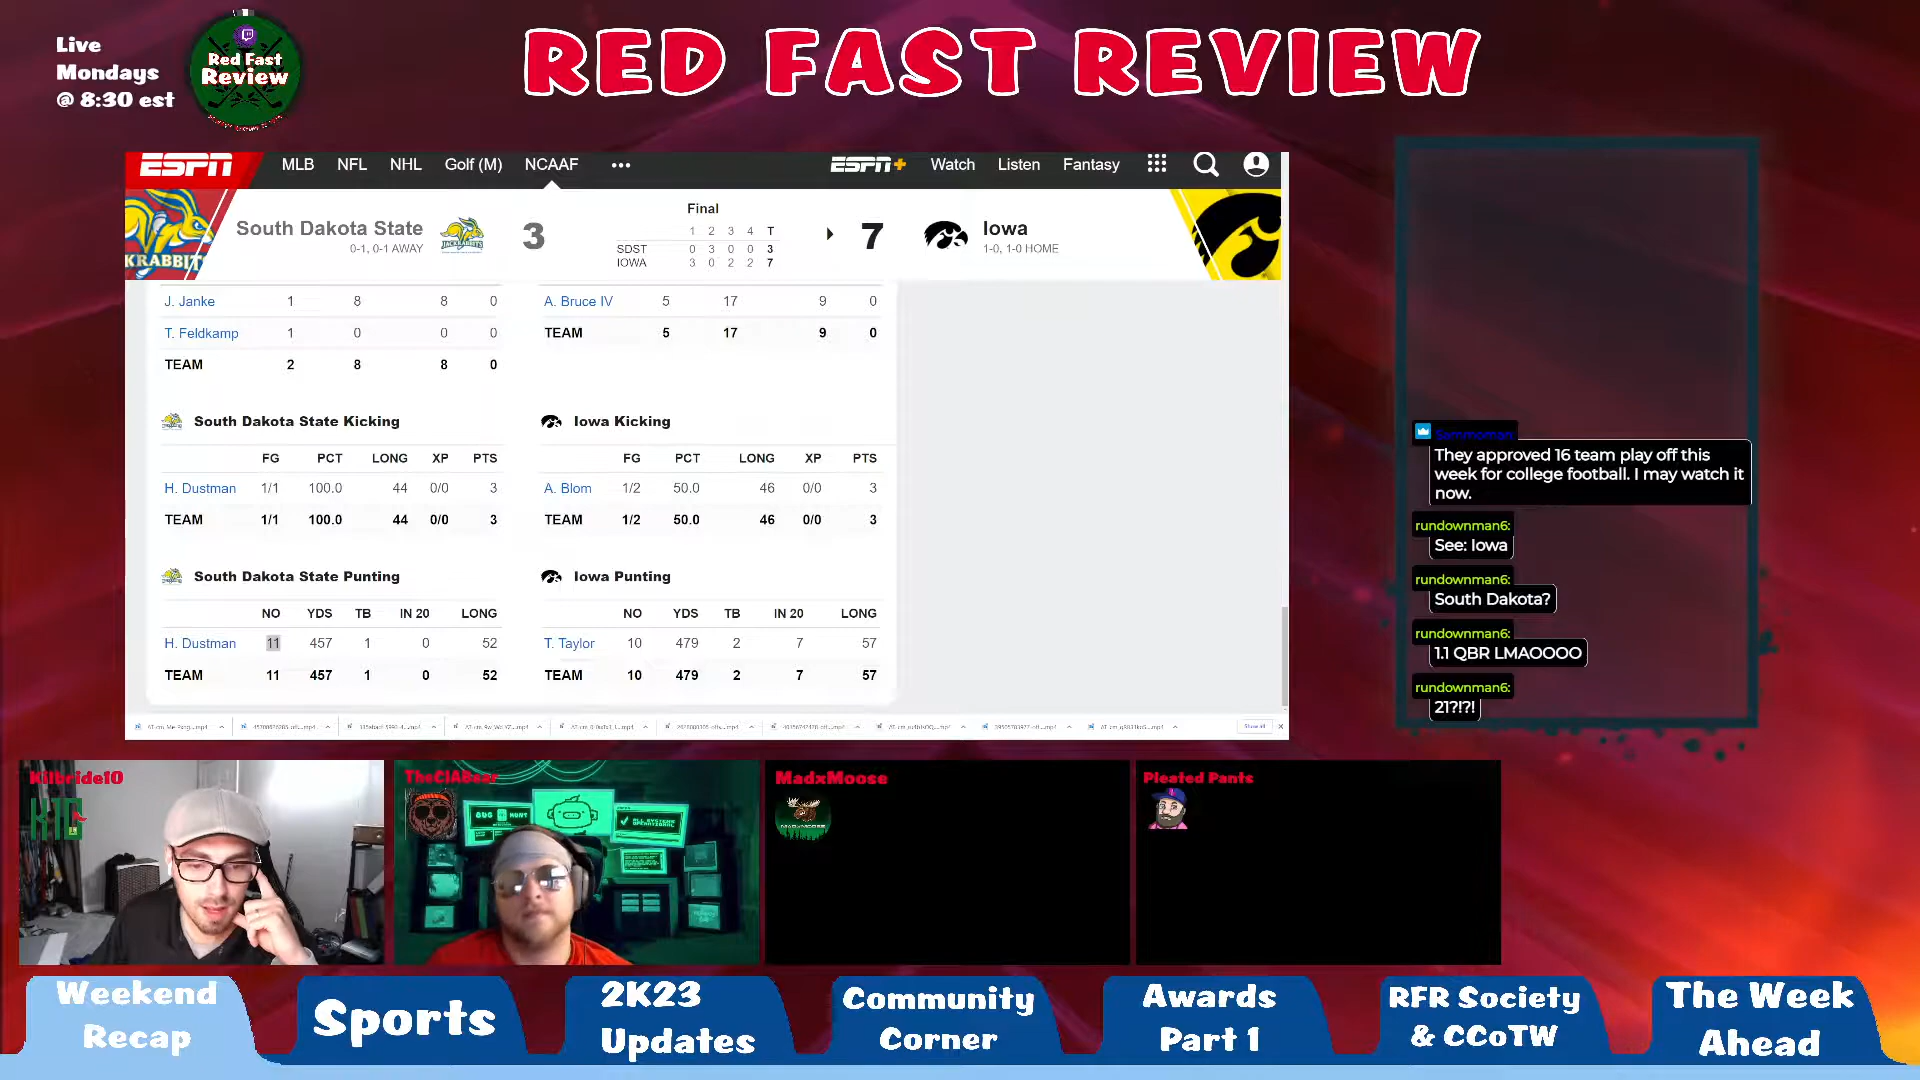 Live
Mondays
@ 8:30 est
Red Fast
Review
RED FAST REVIEW
ESPN
MLB NFL NHL Golf (M) NCAAF •••
ESPN+ Watch Listen Fantasy
South Dakota State
0-1, 0-1 AWAY
JACKRABBITS
3
Final
1 2 3 4 T
SDST 0 3 0 0 3
IOWA 3 0 2 2 7
7
Iowa
1-0, 1-0 HOME
J. Janke 1 8 8 0
T. Feldkamp 1 0 0 0
TEAM 2 8 8 0
A. Bruce IV 5 17 9 0
TEAM 5 17 9 0
South Dakota State Kicking
FG PCT LONG XP PTS
H. Dustman 1/1 100.0 44 0/0 3
TEAM 1/1 100.0 44 0/0 3
Iowa Kicking
FG PCT LONG XP PTS
A. Blom 1/2 50.0 46 0/0 3
TEAM 1/2 50.0 46 0/0 3
South Dakota State Punting
NO YDS TB IN 20 LONG
H. Dustman 11 457 1 0 52
TEAM 11 457 1 0 52
Iowa Punting
NO YDS TB IN 20 LONG
T. Taylor 10 479 2 7 57
TEAM 10 479 2 7 57
Show all
Sammoman
They approved 16 team play off this
week for college football. I may watch it
now.
rundownman6:
See: Iowa
rundownman6:
South Dakota?
rundownman6:
1.1 QBR LMAOOOO
rundownman6:
21?!?!
Kilbride10
TheCIABear
BUG HUNT
MadxMoose
Pleated Pants
Weekend
Recap
Sports
2K23
Updates
Community
Corner
Awards
Part 1
RFR Society
& CCoTW
The Week
Ahead